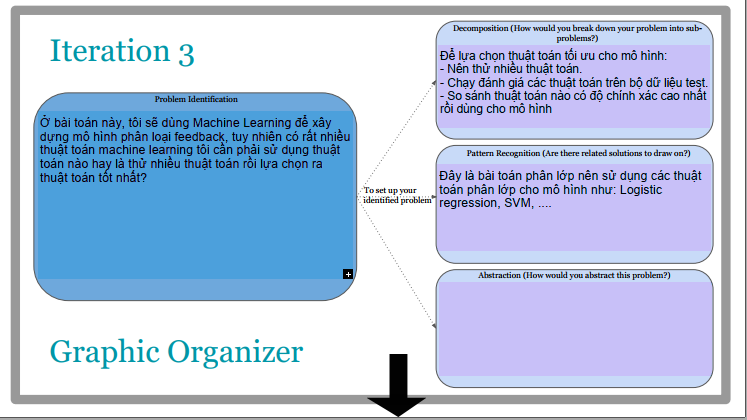 Iteration 3
Problem Identification
Ở bài toán này, tôi sẽ dùng Machine Learning để xây
dựng mô hình phân loại feedback, tuy nhiên có rất nhiều
thuật toán machine learning tôi cần phải sử dụng thuật
toán nào hay là thử nhiều thuật toán rồi lựa chọn ra
thuật toán tốt nhất?
Graphic Organizer
To set up your
identified problem
Decomposition (How would you break down your problem into sub-
problems?)
Để lựa chọn thuật toán tối ưu cho mô hình:
- Nên thử nhiều thuật toán.
- Chạy đánh giá các thuật toán trên bộ dữ liệu test.
- So sánh thuật toán nào có độ chính xác cao nhất
rồi dùng cho mô hình
Pattern Recognition (Are there related solutions to draw on?)
Đây là bài toán phân lớp nên sử dụng các thuật
toán phân lớp cho mô hình như: Logistic
regression, SVM, ....
Abstraction (How would you abstract this problem?)